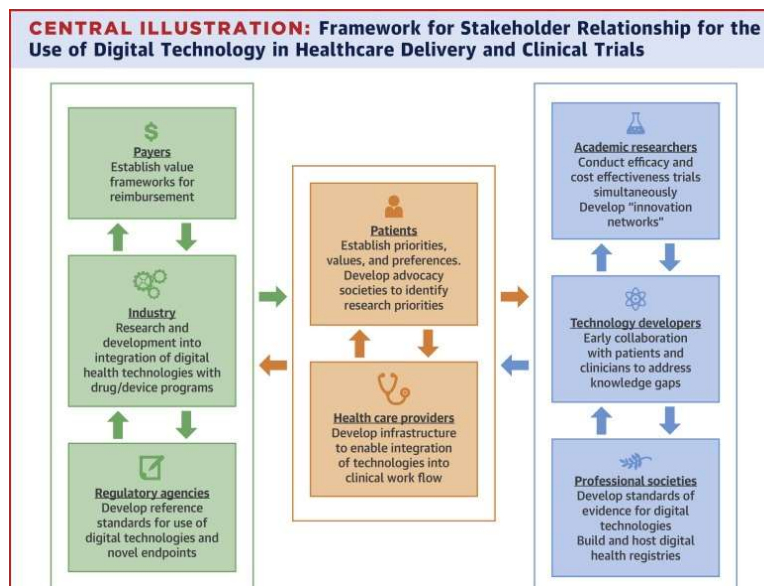 CENTRAL ILLUSTRATION: Framework for Stakeholder Relationship for the
Use of Digital Technology in Healthcare Delivery and Clinical Trials
$
Payers
Establish value
frameworks for
reimbursement
Industry
Research and
development into
integration of digital
health technologies with
drug/device programs
Regulatory agencies
Develop reference
standards for use of
digital technologies and
novel endpoints
Patients
Establish priorities,
values, and preferences.
Develop advocacy
societies to identify
research priorities
Health care providers
Develop infrastructure
to enable integration
of technologies into
clinical work flow
Academic researchers
Conduct efficacy and
cost effectiveness trials
simultaneously
Develop "innovation
networks"
Technology developers
Early collaboration
with patients and
clinicians to address
knowledge gaps
Professional societies
Develop standards of
evidence for digital
technologies
Build and host digital
health registries